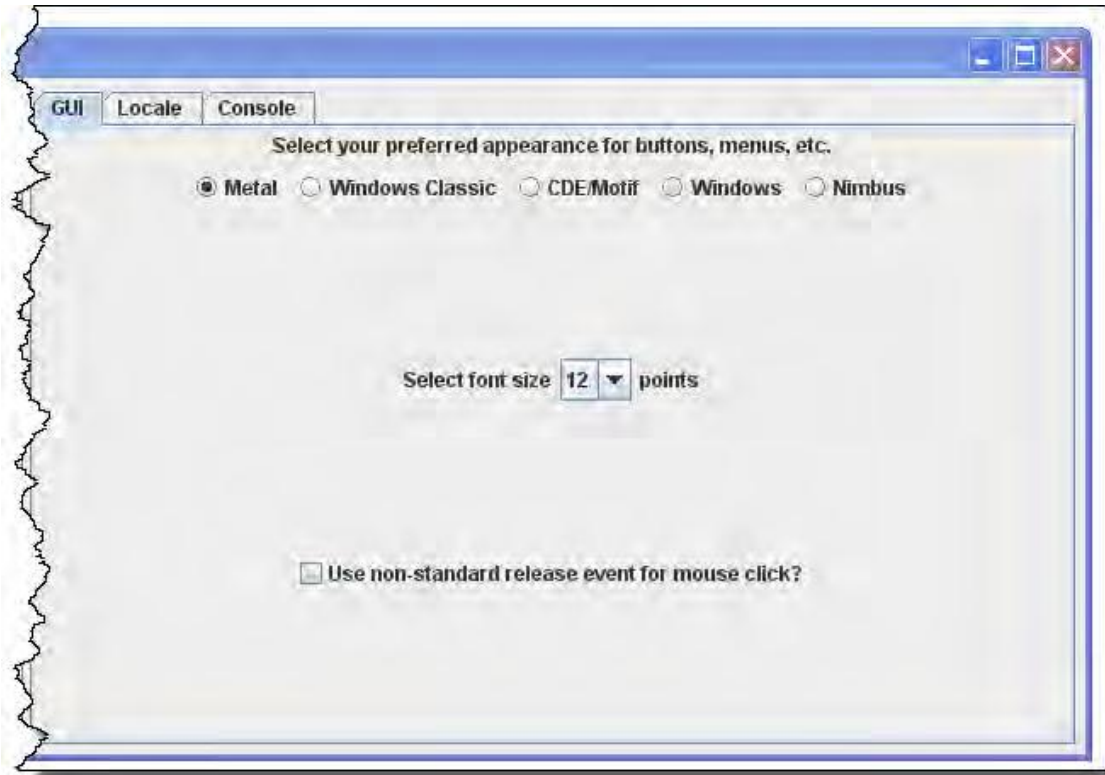 GUI Locale Console
Select your preferred appearance for buttons, menus, etc.
Metal Windows Classic CDE/Motif Windows Nimbus
Select font size 12 points
Use non-standard release event for mouse click?